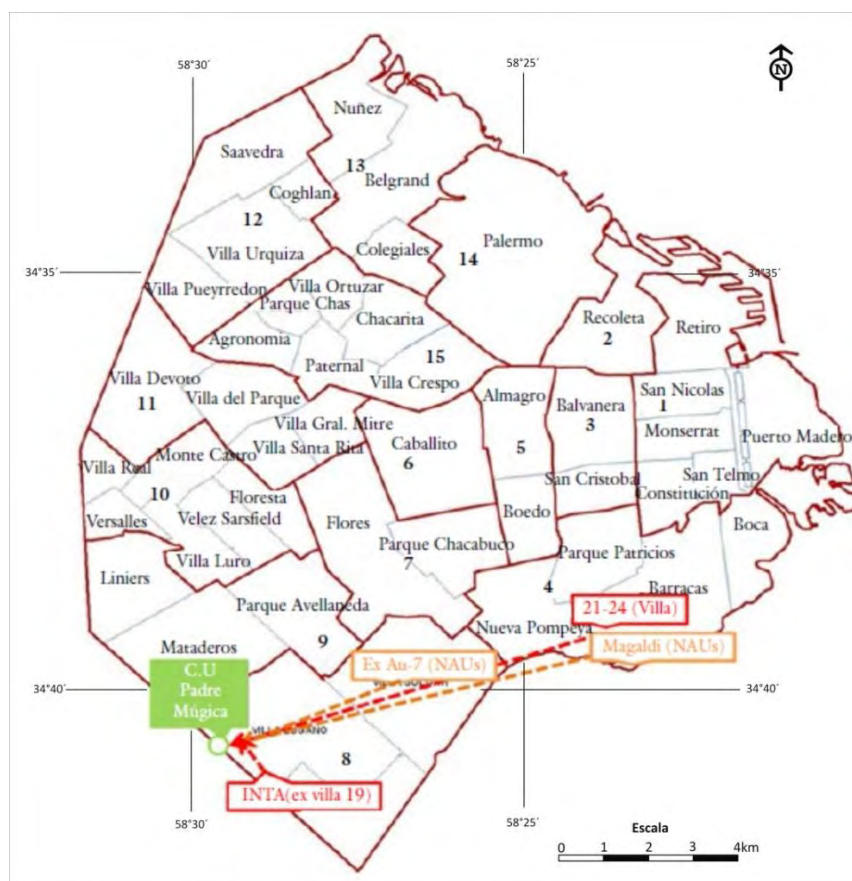 58°30´
58°25´
N
Nuñez
Saavedra
13
Coghlan
Belgrand
12
Villa Urquiza
Colegiales
Palermo
14
34°35´
34°35´
Villa Pueyrredon
Villa Ortuzar
Parque Chas
Chacarita
Recoleta
2
Retiro
Agronomia
Paternal
15
Villa Crespo
Villa Devoto
11
Villa del Parque
Almagro
5
Balvanera
3
San Nicolas
1
Monserrat
Puerto Madero
Villa Gral. Mitre
Villa Santa Rita
Caballito
6
Villa Real
Monte Castro
10
San Cristobal
San Telmo
Constitución
Versalles
Floresta
Velez Sarsfield
Flores
Boedo
Boca
Villa Luro
Parque Chacabuco
7
Parque Patricios
4
Liniers
Barracas
Parque Avellaneda
9
21-24 (Villa)
Nueva Pompeya
Mataderos
Magaldi (NAUs)
Ex Au-7 (NAUs)
C.U
Padre
Múgica
34°40´
34°40´
8
INTA(ex villa 19)
58°30´
58°25´
Escala
0 1 2 3 4km